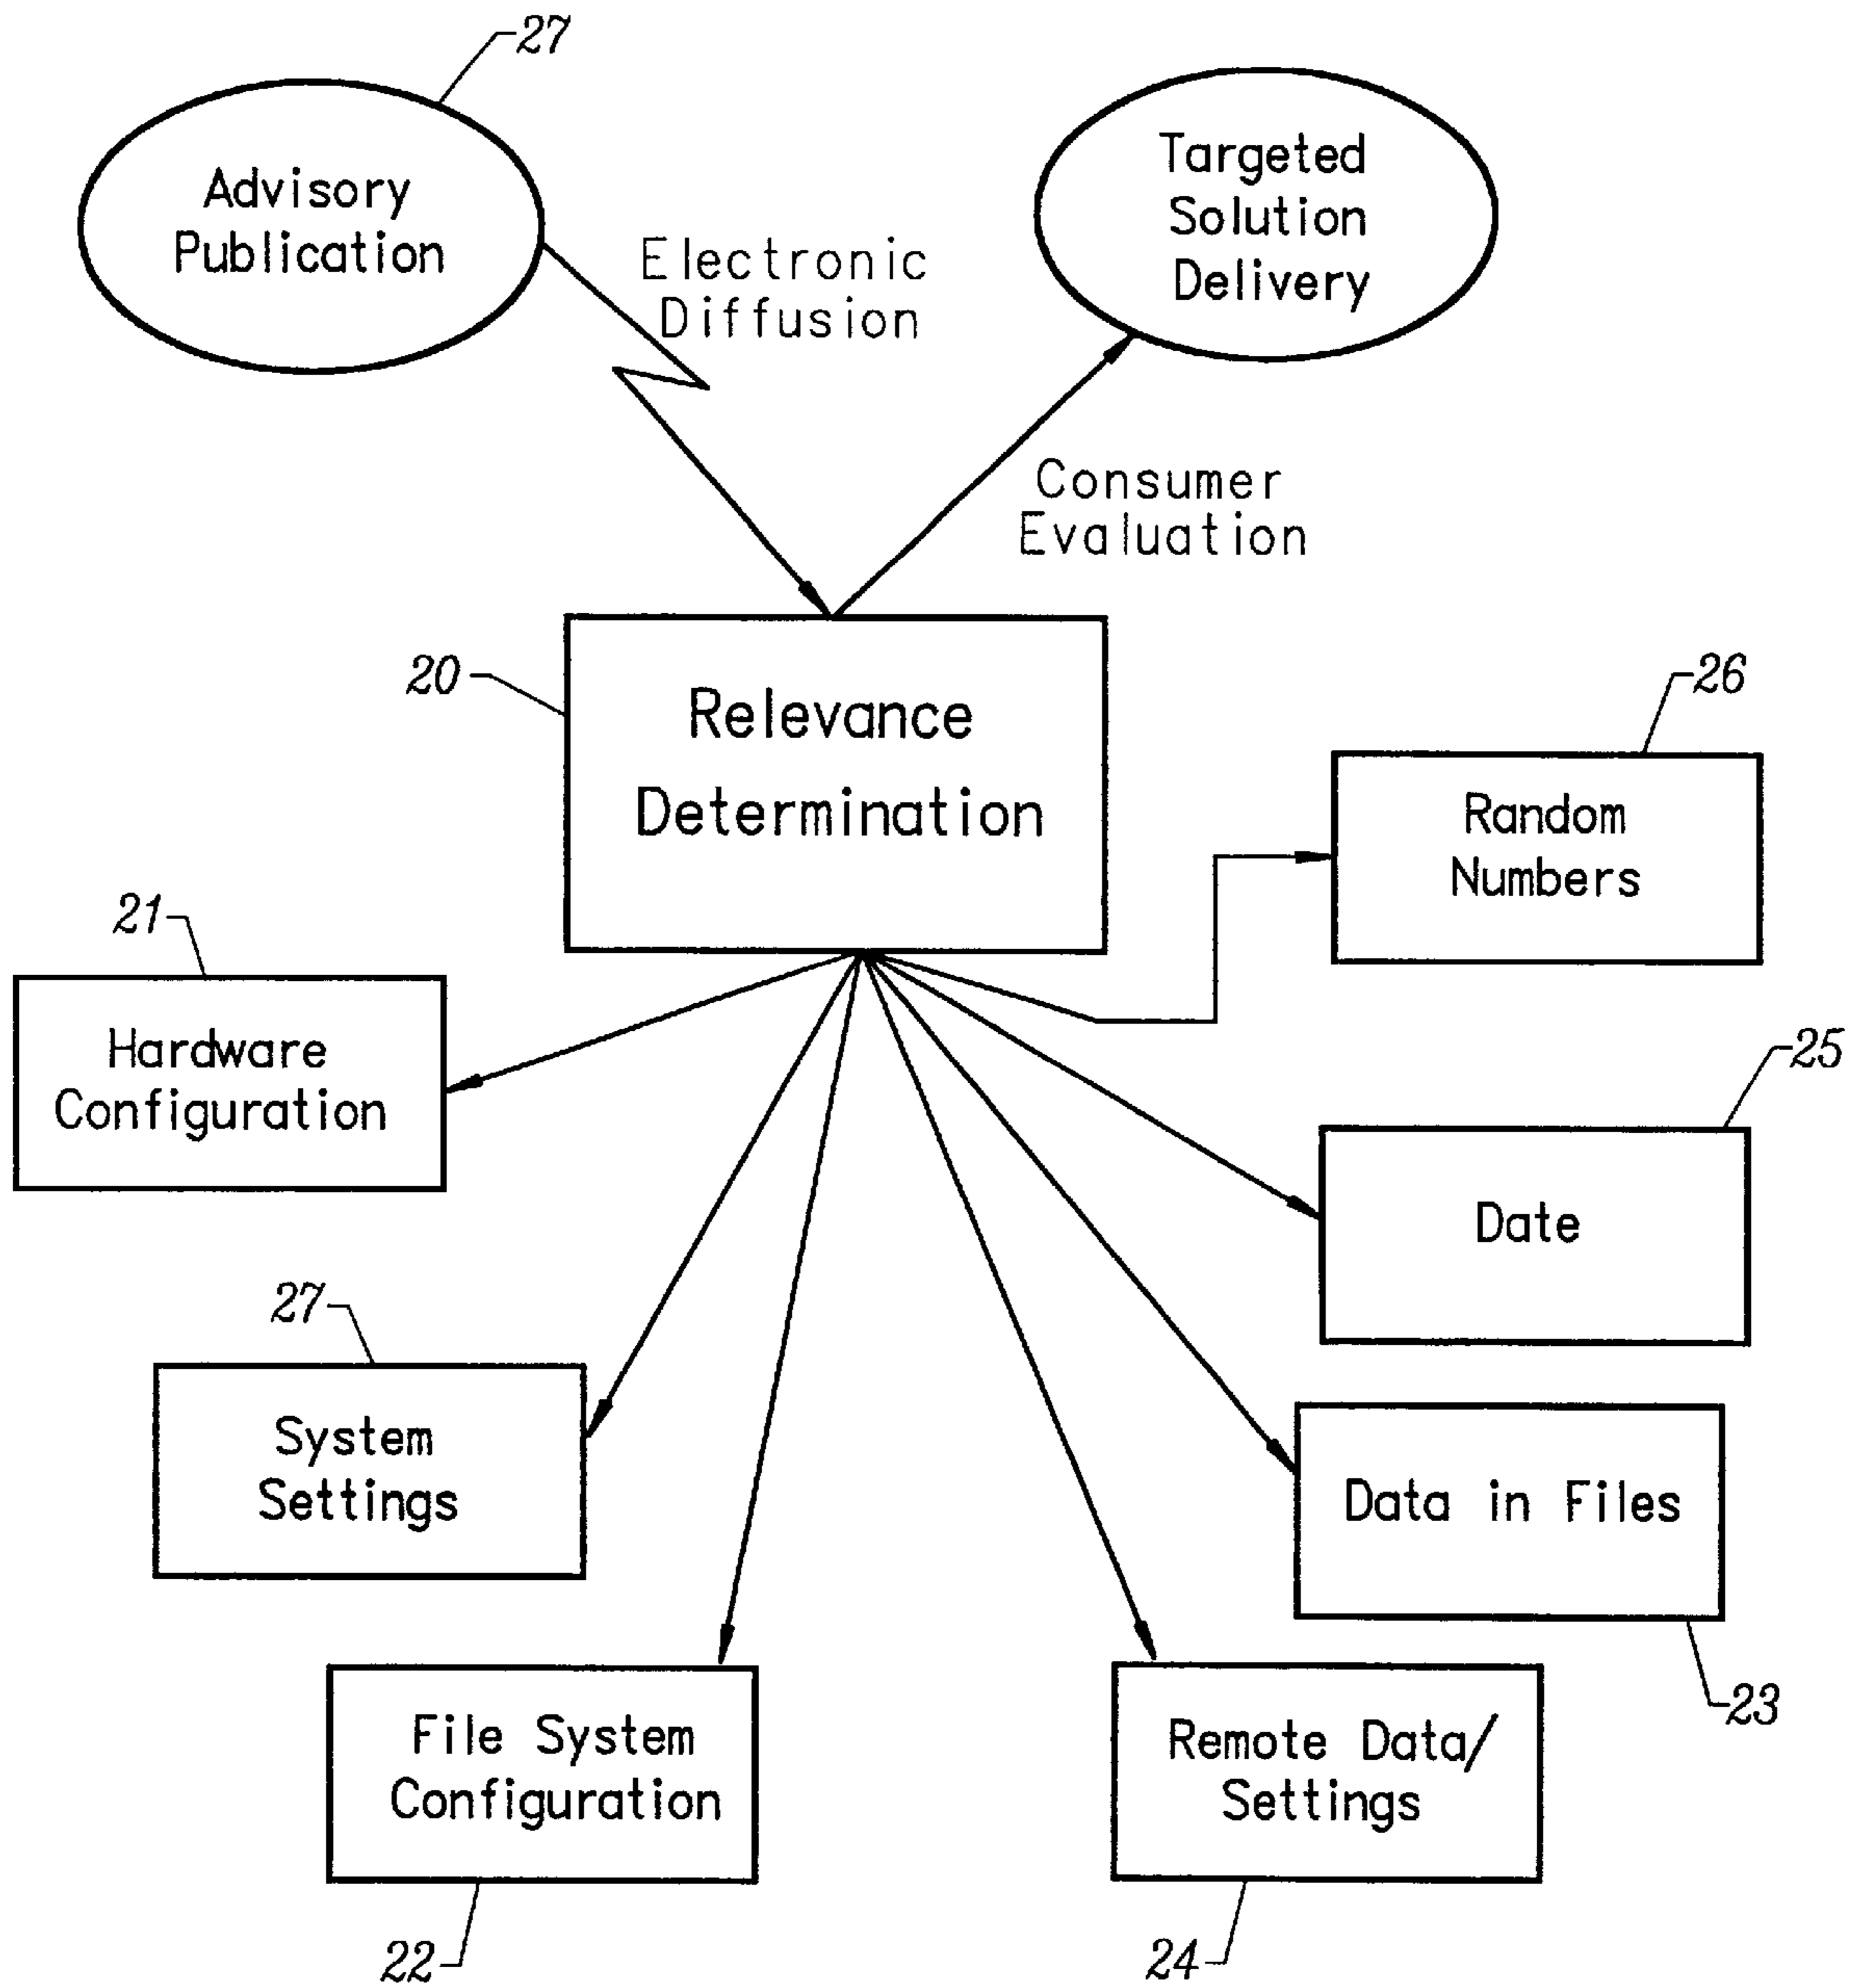 27
Advisory
Publication
Targeted
Solution
Delivery
Electronic
Diffusion
Consumer
Evaluation
20
Relevance
Determination
26
Random
Numbers
21
Hardware
Configuration
25
Date
27
System
Settings
Data in Files
23
File System
Configuration
22
Remote Data/
Settings
24